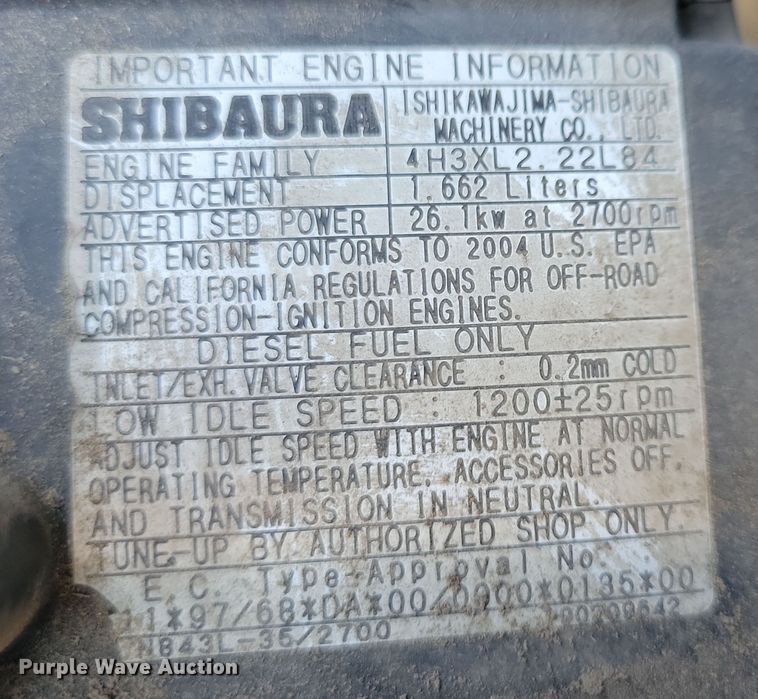 IMPORTANT ENGINE INFORMATION
SHIBAURA
ISHIKAWAJIMA-SHIBAURA
MACHINERY CO., LTD.
ENGINE FAMILY 4H3XL2.22L84
DISPLACEMENT 1.662 Liters
ADVERTISED POWER 26.1kw at 2700rpm
THIS ENGINE CONFORMS TO 2004 U.S. EPA
AND CALIFORNIA REGULATIONS FOR OFF-ROAD
COMPRESSION-IGNITION ENGINES.
DIESEL FUEL ONLY
INLET/EXH. VALVE CLEARANCE : 0.2mm COLD
LOW IDLE SPEED : 1200±25rpm
ADJUST IDLE SPEED WITH ENGINE AT NORMAL
OPERATING TEMPERATURE, ACCESSORIES OFF,
AND TRANSMISSION IN NEUTRAL.
TUNE-UP BY AUTHORIZED SHOP ONLY.
E.C. Type-Approval No.
11*97/68*DA*00/0000*0135*00
N843L-35/2700
Purple Wave Auction